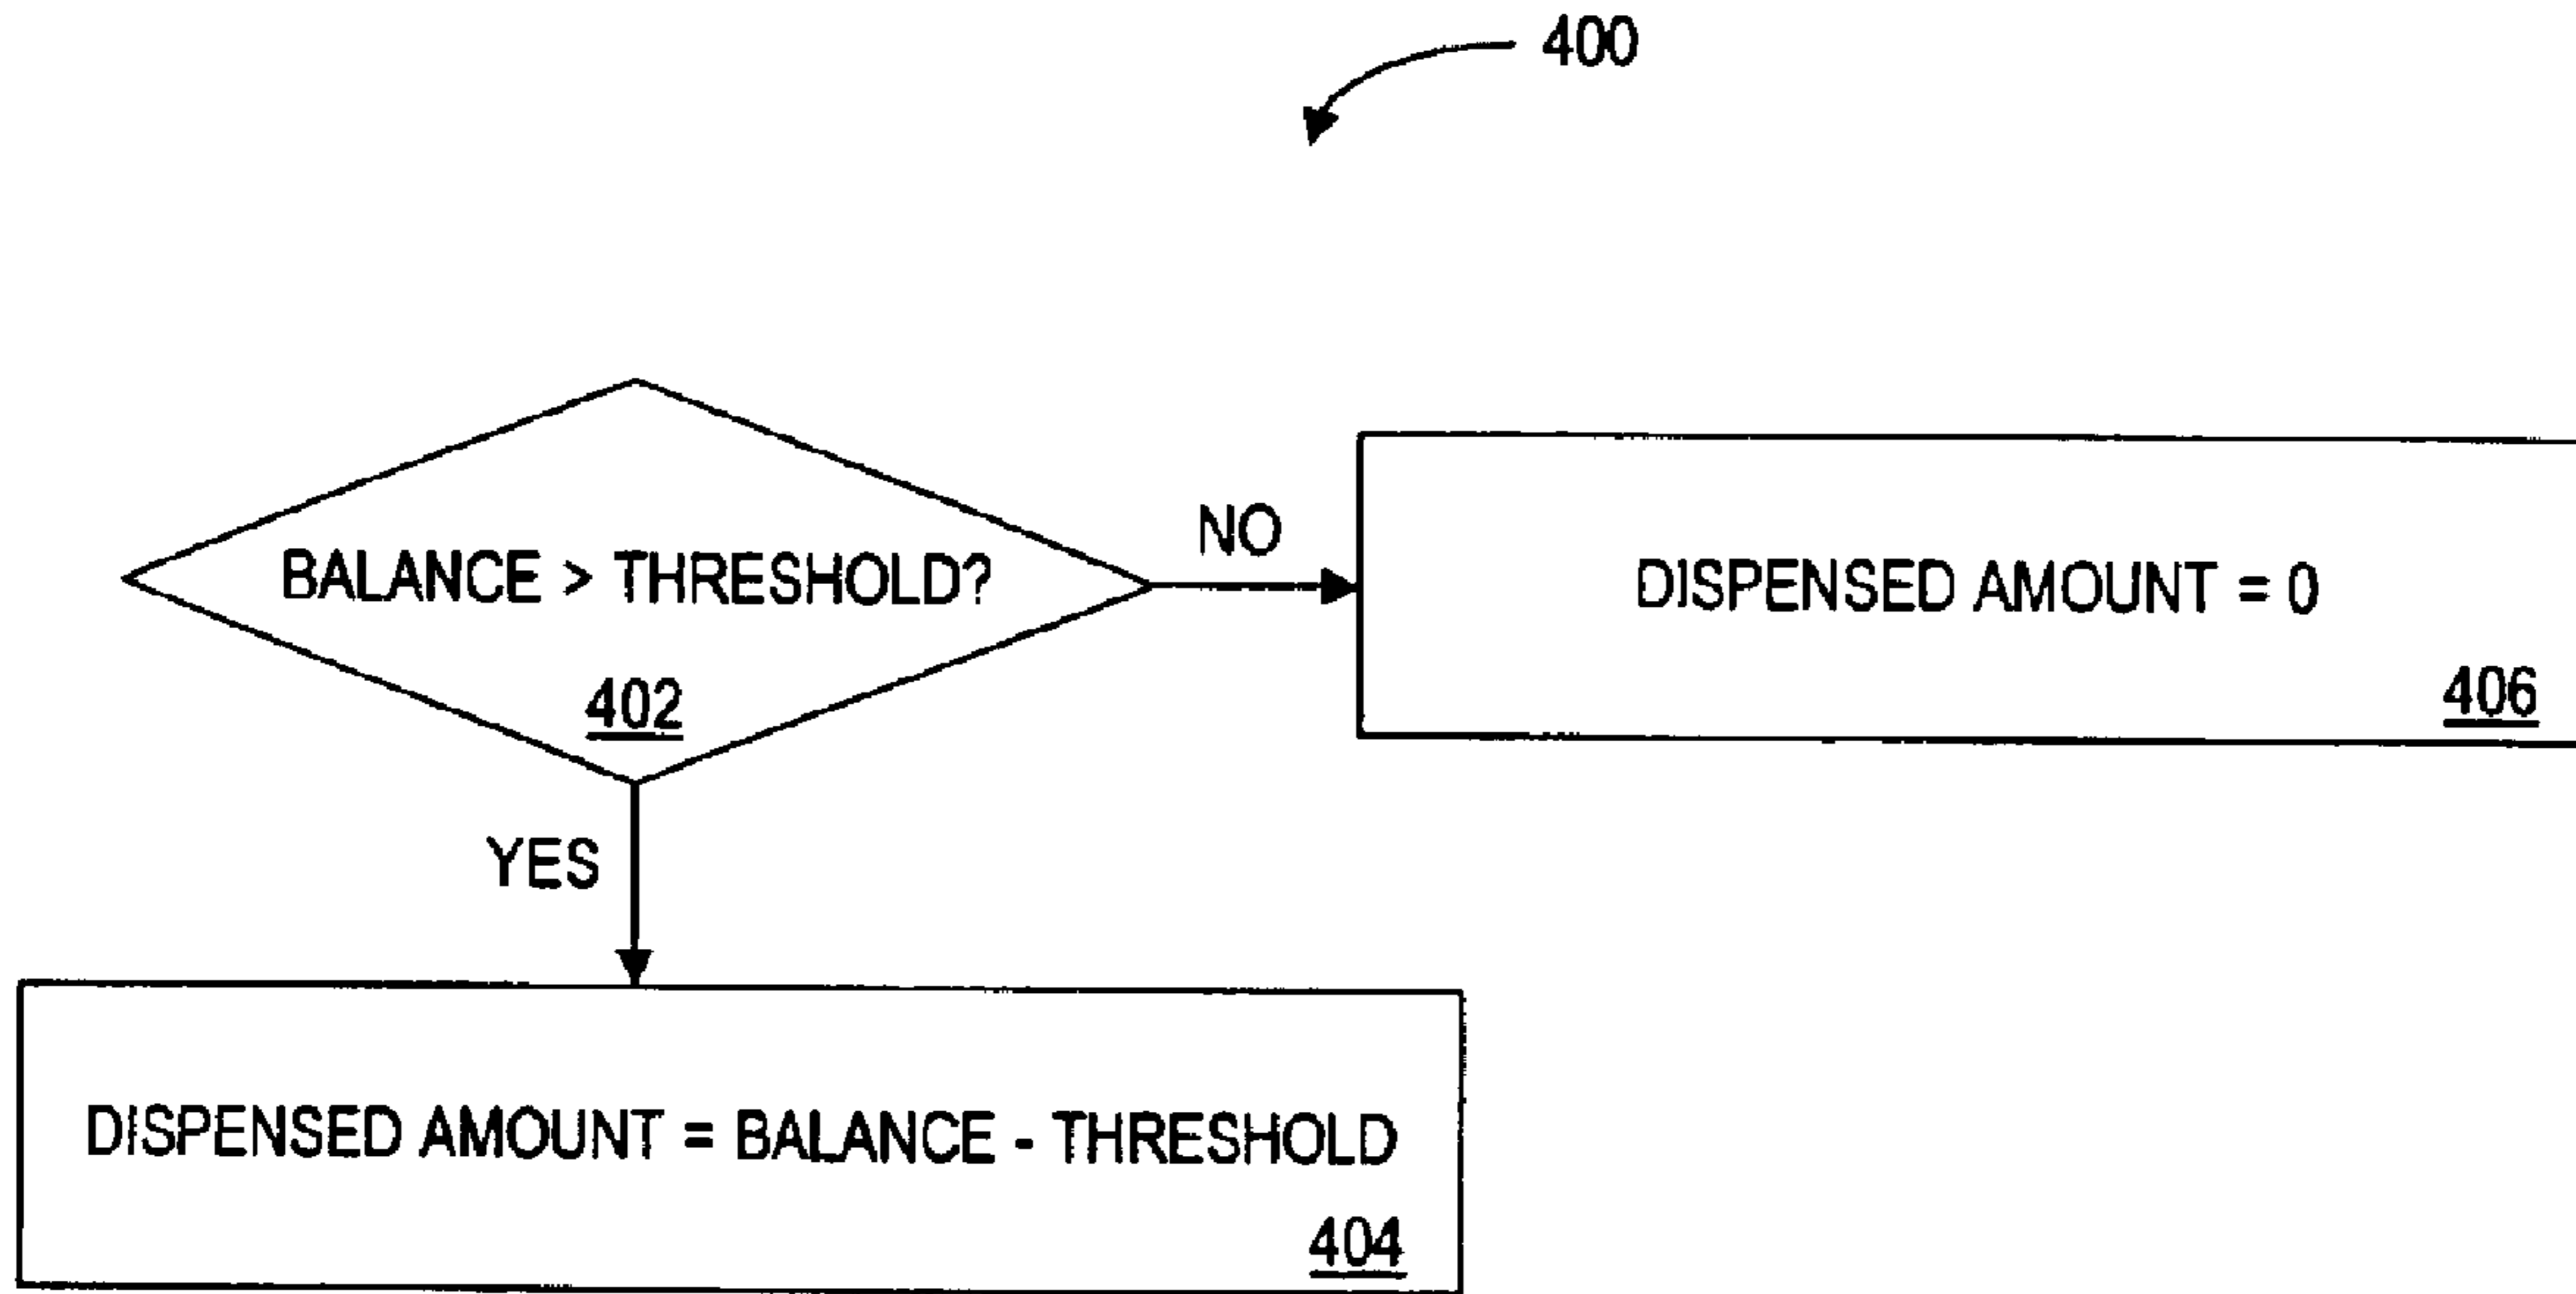 400
BALANCE > THRESHOLD?
402
NO
DISPENSED AMOUNT = 0
406
YES
DISPENSED AMOUNT = BALANCE - THRESHOLD
404